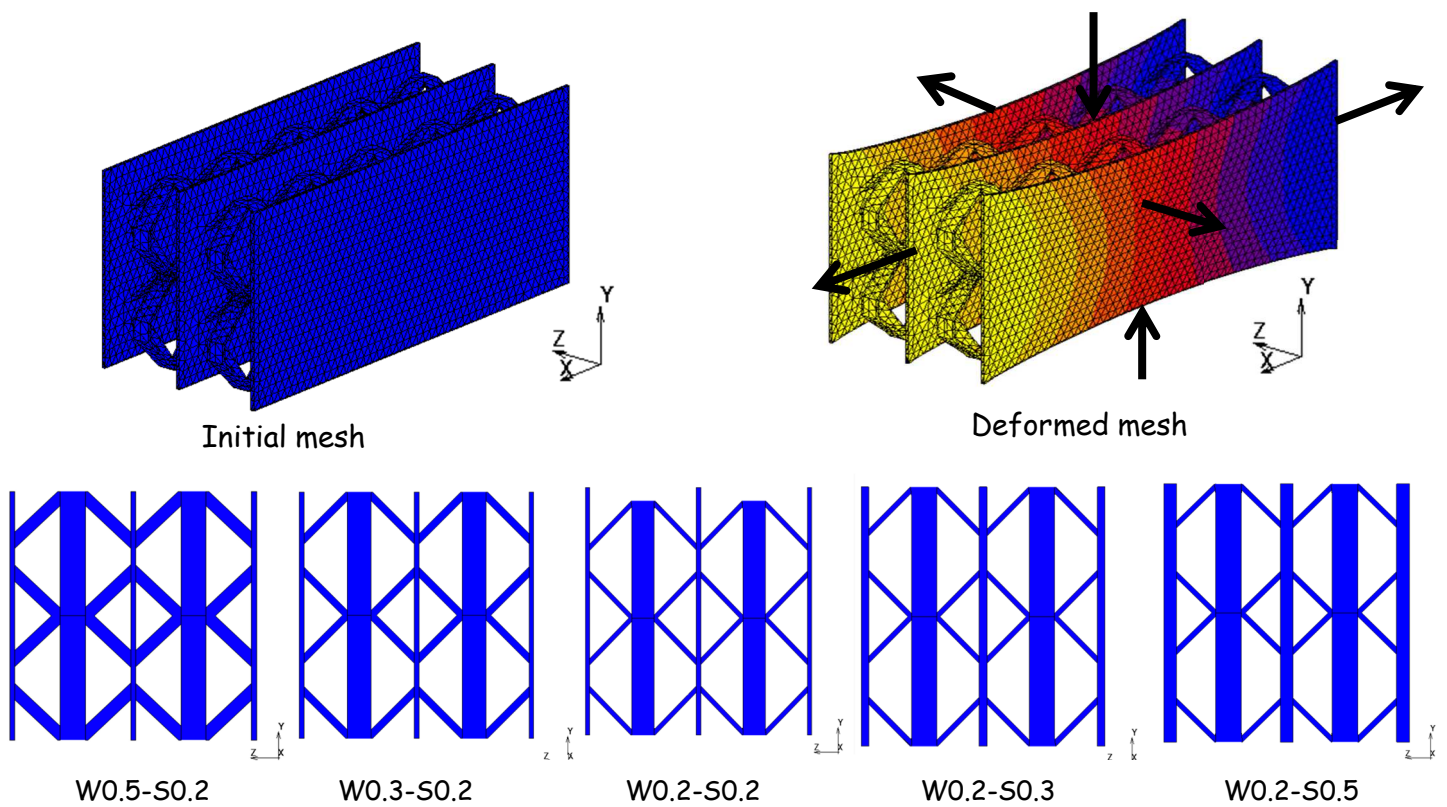 Y
Z
X
Y
Z
X
Initial mesh
Deformed mesh
Y
Z X
Y
Z X
Y
Z X
Y
Z X
Y
Z X
W0.5-S0.2
W0.3-S0.2
W0.2-S0.2
W0.2-S0.3
W0.2-S0.5